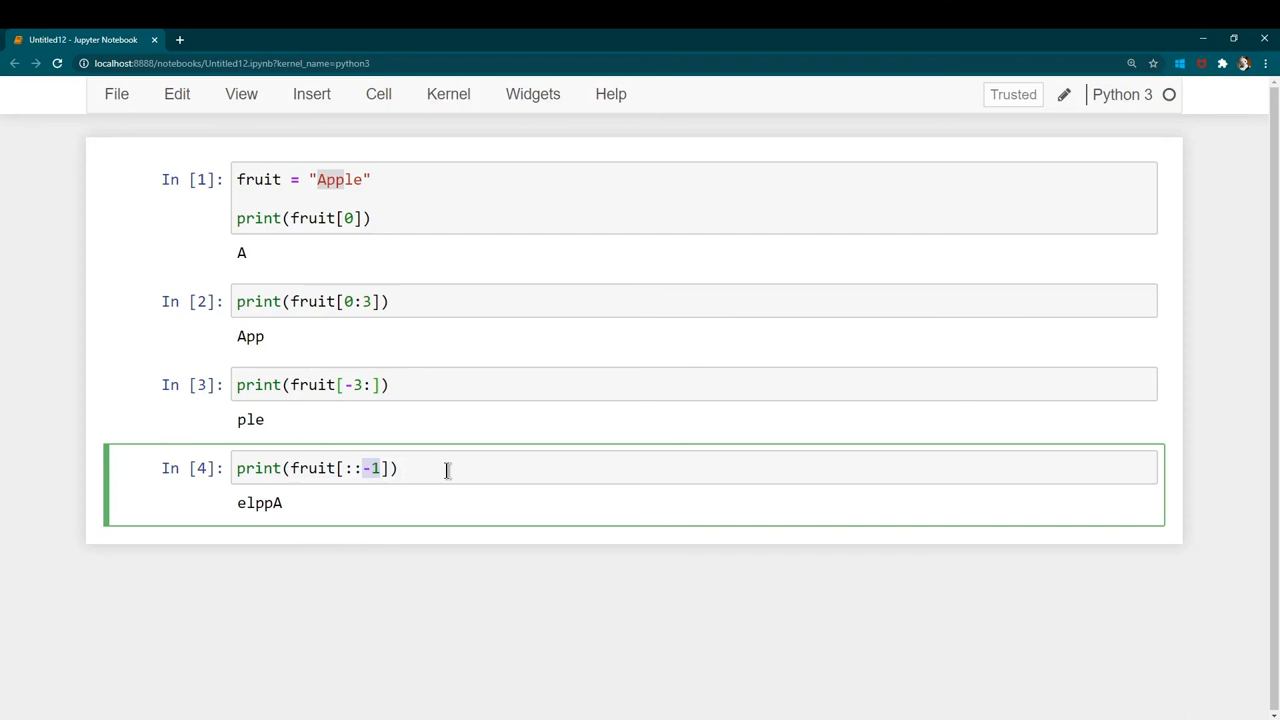 Untitled12 - Jupyter Notebook
localhost:8888/notebooks/Untitled12.ipynb?kernel_name=python3
File Edit View Insert Cell Kernel Widgets Help Trusted Python 3
In [1]: fruit = "Apple"
print(fruit[0])
A
In [2]: print(fruit[0:3])
App
In [3]: print(fruit[-3:])
ple
In [4]: print(fruit[::-1])
elppA